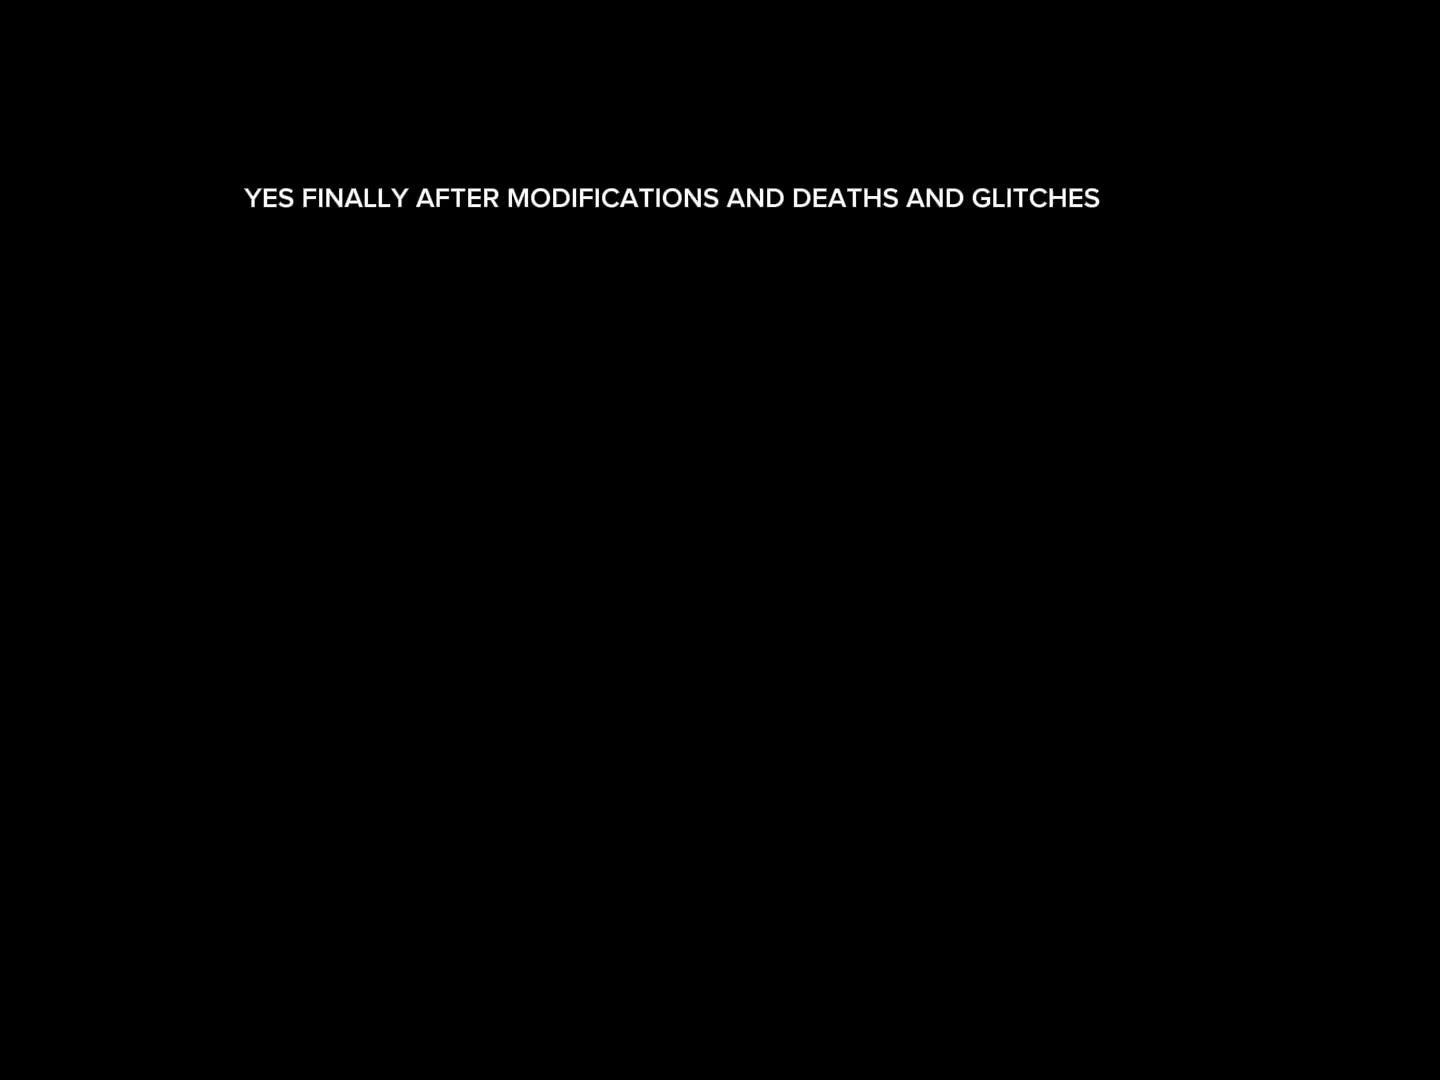 YES FINALLY AFTER MODIFICATIONS AND DEATHS AND GLITCHES